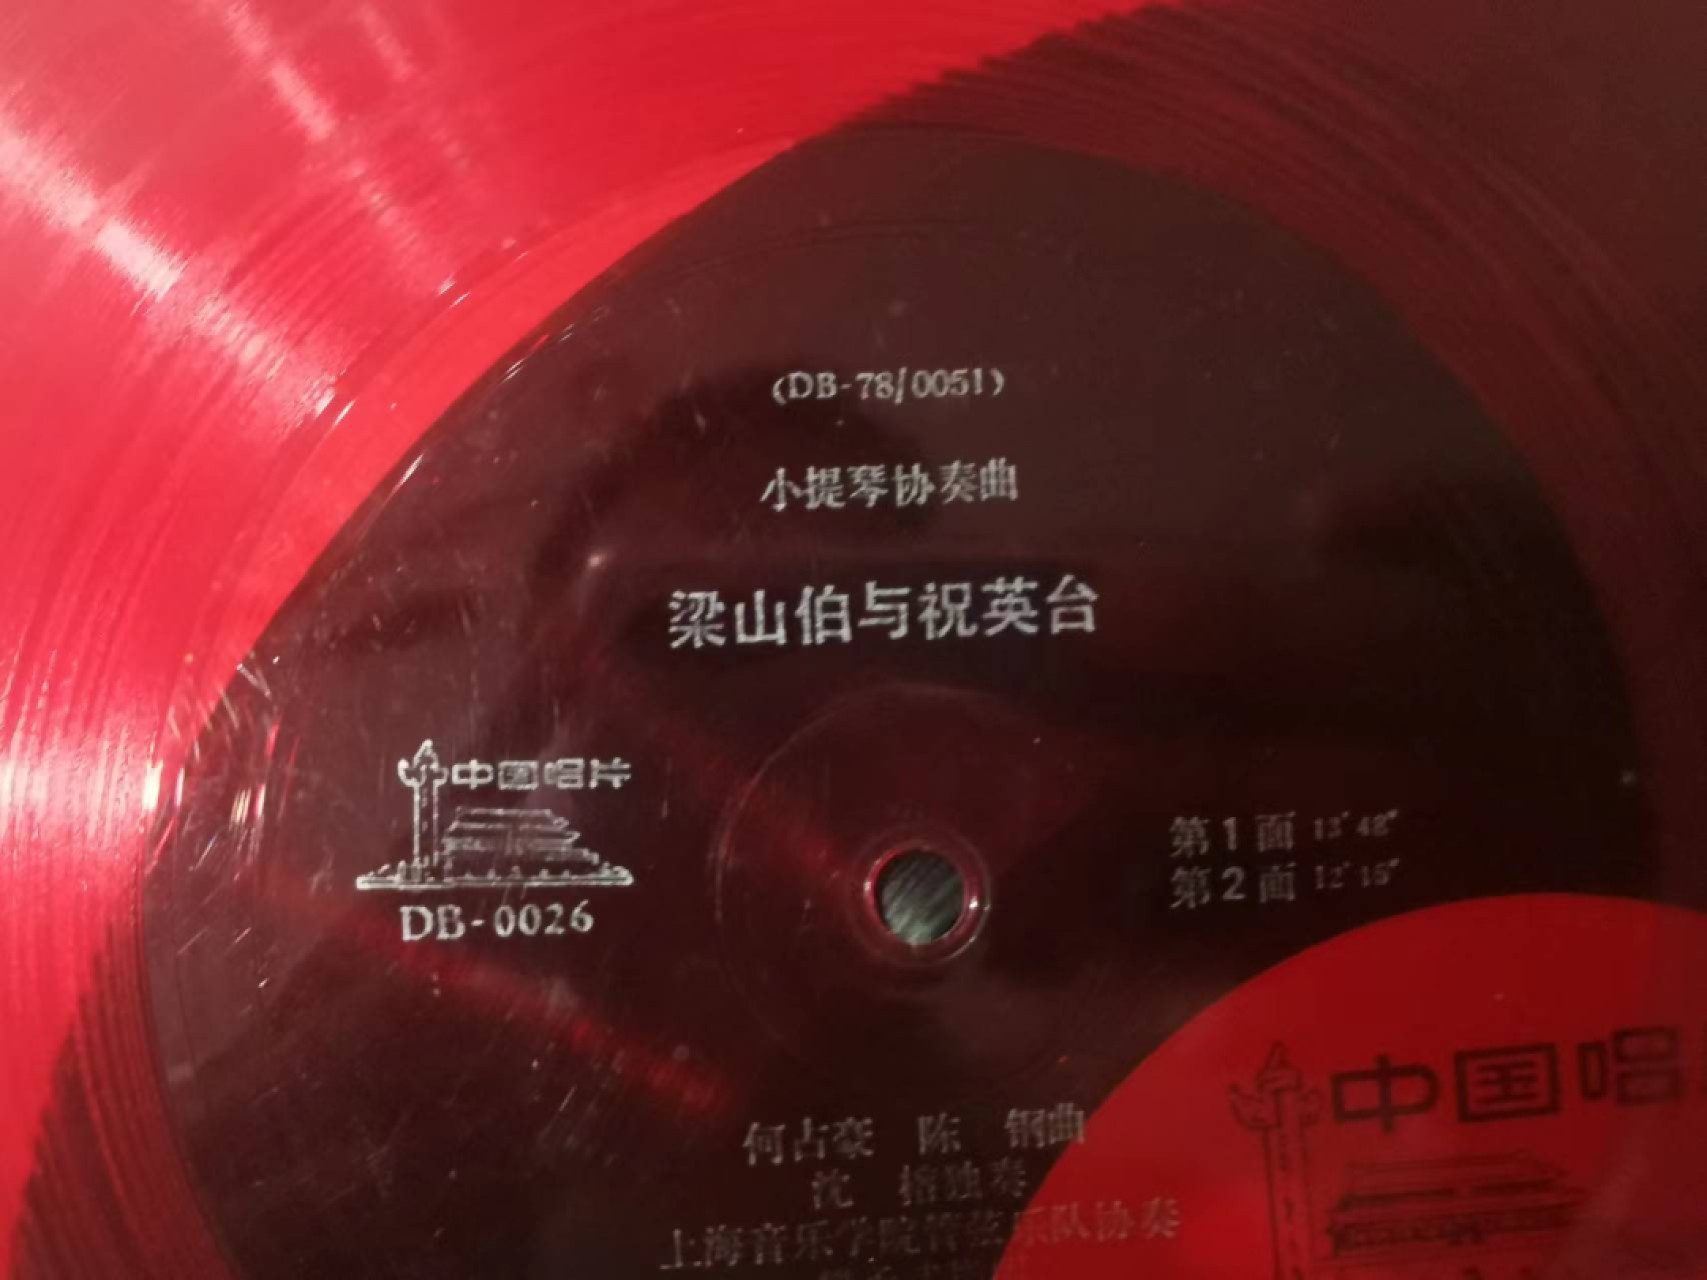 (DB-78/0051)
小提琴协奏曲
梁山伯与祝英台
中国唱片
DB-0026
第1面 13′48″
第2面 12′15″
何占豪 陈 钢曲
沈 榕独奏
上海音乐学院管弦乐队协奏
中国唱